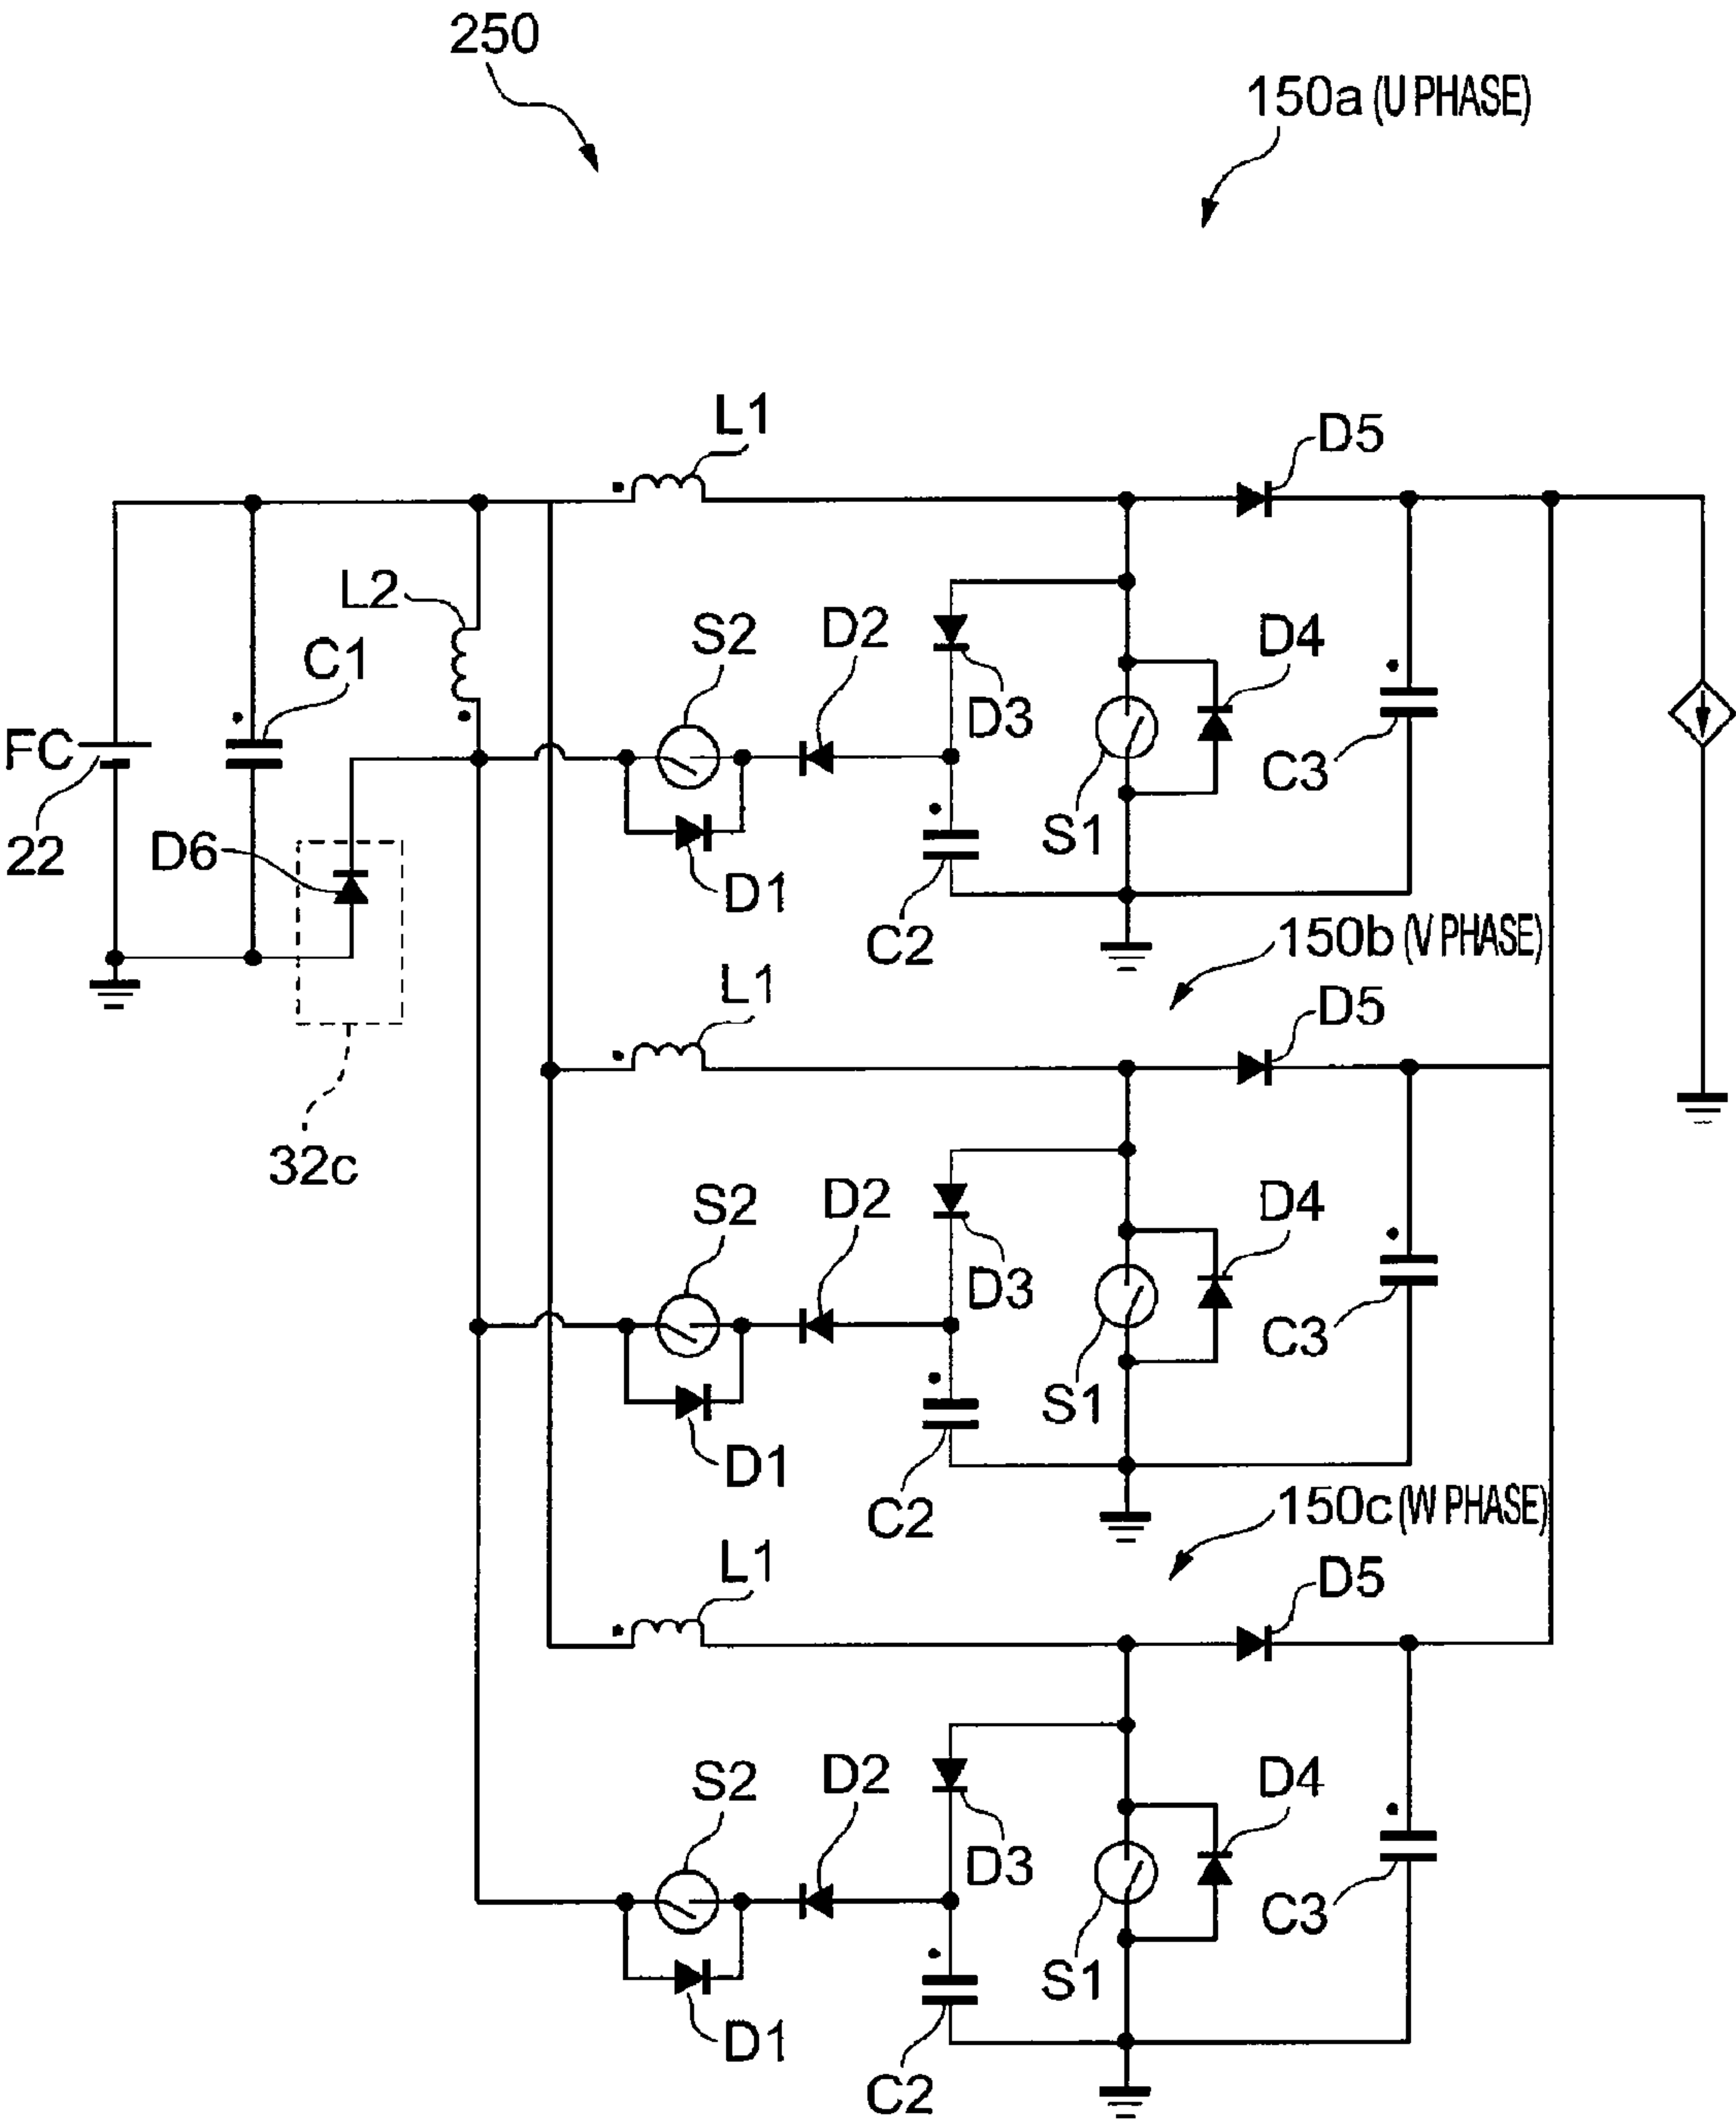 250
150a (U PHASE)
L1
D5
L2
C1
S2
D2
D3
D4
FC
22
D6
D1
C2
S1
C3
150b (V PHASE)
L1
D5
32c
S2
D2
D3
D4
D1
C2
S1
C3
150c (W PHASE)
L1
D5
S2
D2
D3
D4
D1
C2
S1
C3